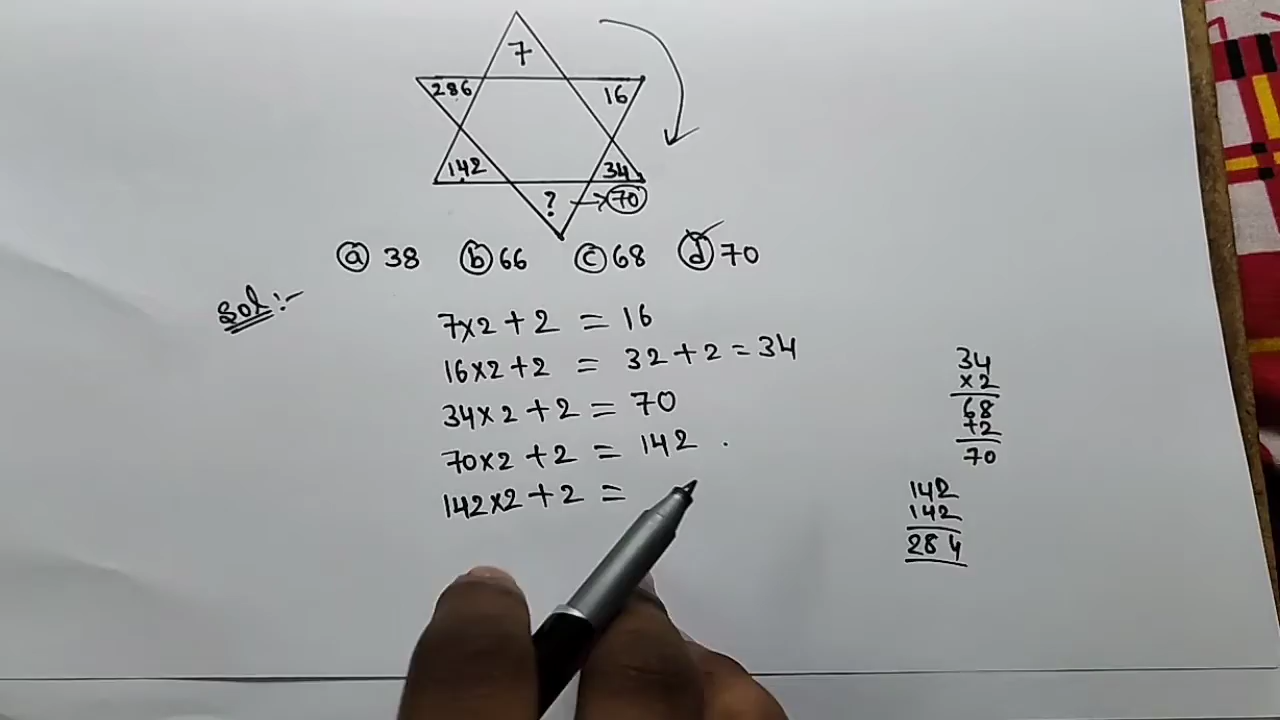 7
286 16
142 34
? → 70
ⓐ 38 ⓑ 66 ⓒ 68 ⓓ 70
Sol:-
7×2+2 = 16
16×2+2 = 32+2=34
34×2+2 = 70
70×2+2 = 142 .
142×2+2 =
34
×2
68
+2
70
142
142
284